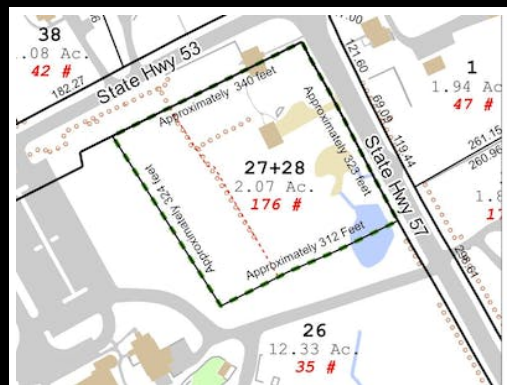 38
.08 Ac.
42 #
182.27
State Hwy 53
Approximately 340 feet
121.60
69.08
119.44
1
1.94 Ac
47 #
261.15
260.96
Approximately 323 feet
State Hwy 57
27+28
2.07 Ac.
176 #
Approximately 324 feet
Approximately 312 Feet
298.61
26
12.33 Ac.
35 #